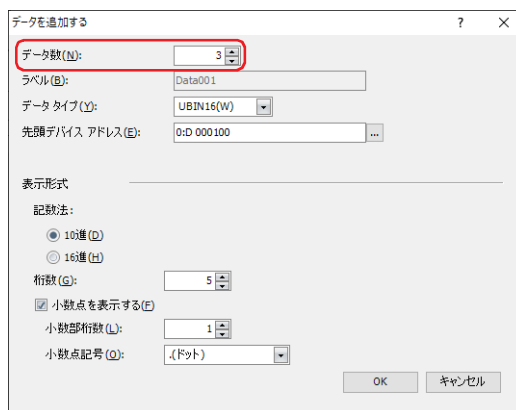 データを追加する ? ×
データ数(N): 3
ラベル(B): Data001
データ タイプ(Y): UBIN16(W)
先頭デバイス アドレス(E): 0:D 000100 ...
表示形式
記数法:
10進(D)
16進(H)
桁数(G): 5
小数点を表示する(F)
小数部桁数(L): 1
小数点記号(O): .(ドット)
OK キャンセル